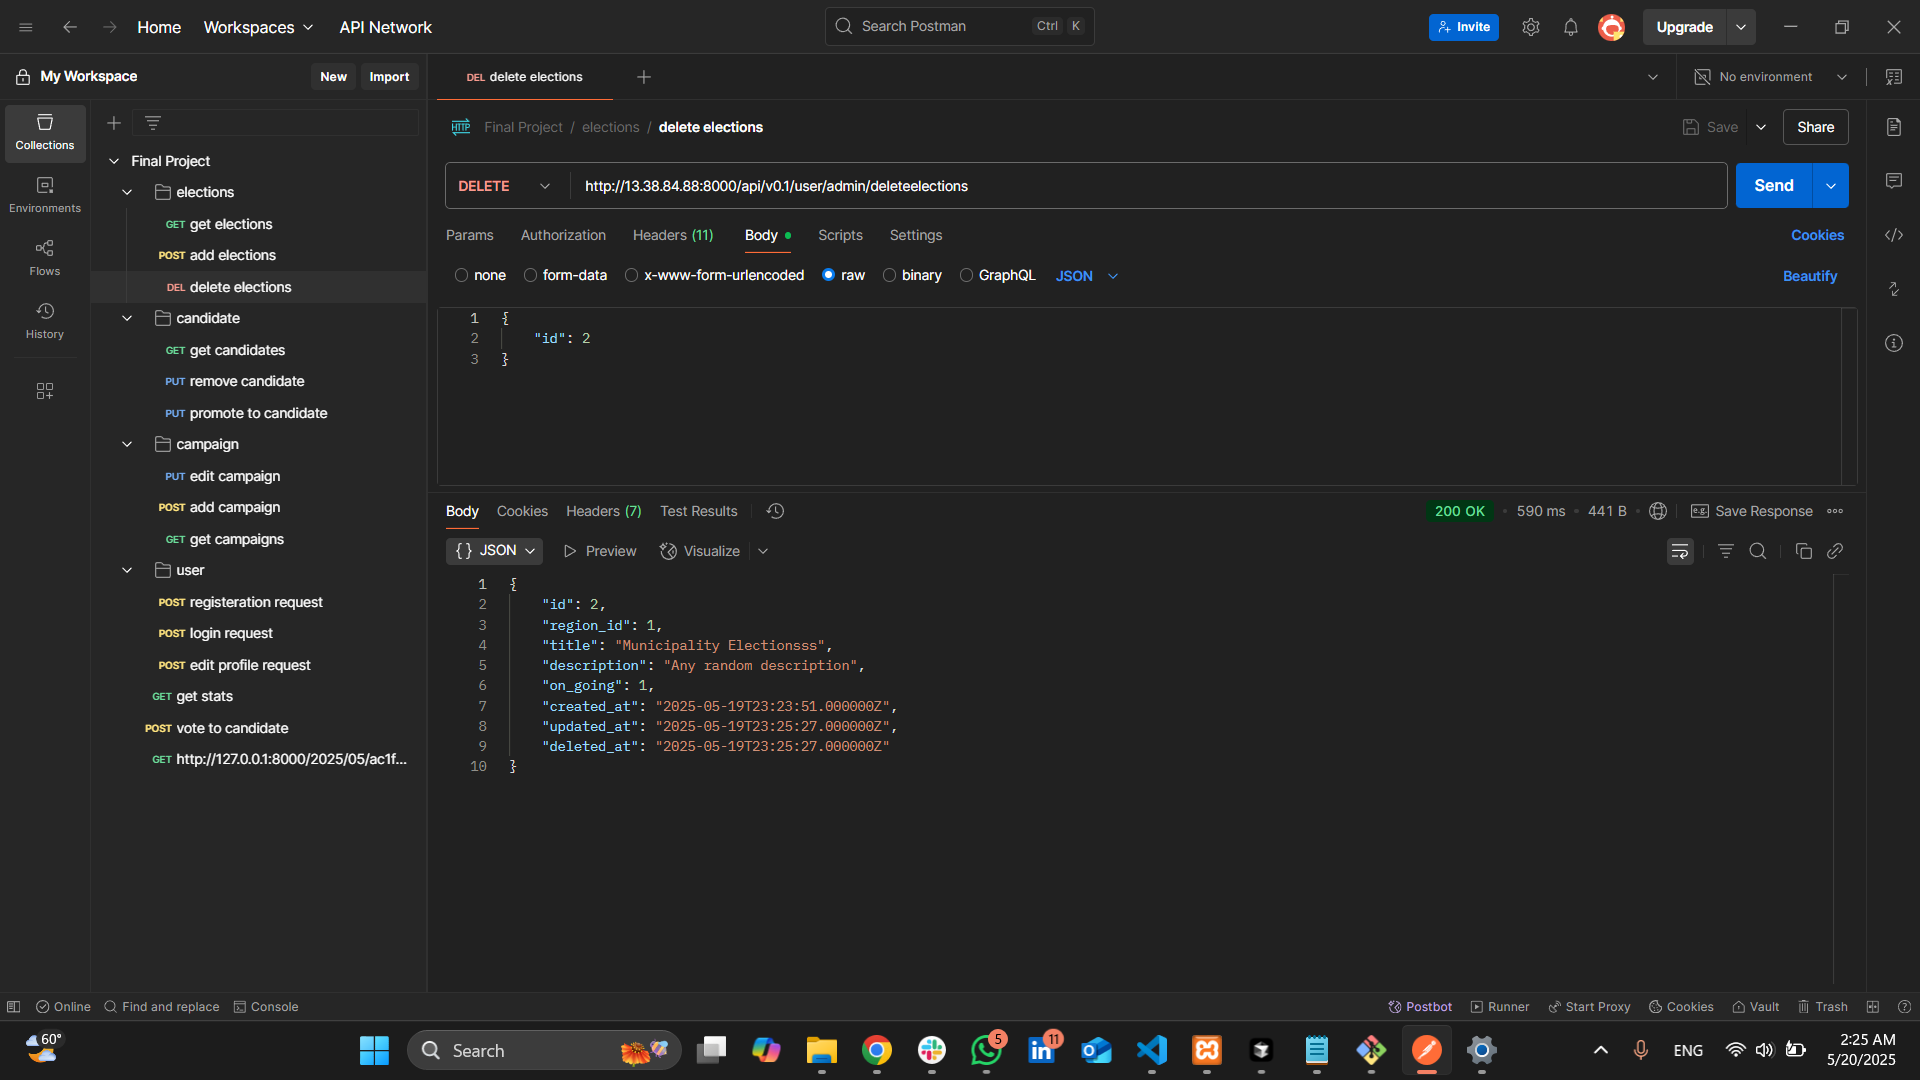 Home Workspaces API Network Search Postman Ctrl K Invite Upgrade
My Workspace New Import DEL delete elections No environment
Collections
Environments
Flows
History
Final Project
elections
GET get elections
POST add elections
DEL delete elections
candidate
GET get candidates
PUT remove candidate
PUT promote to candidate
campaign
PUT edit campaign
POST add campaign
GET get campaigns
user
POST registeration request
POST login request
POST edit profile request
GET get stats
POST vote to candidate
GET http://127.0.0.1:8000/2025/05/ac1f...
HTTP Final Project / elections / delete elections Save Share
DELETE http://13.38.84.88:8000/api/v0.1/user/admin/deleteelections Send
Params Authorization Headers (11) Body Scripts Settings Cookies
none form-data x-www-form-urlencoded raw binary GraphQL JSON Beautify
1 {
2 "id": 2
3 }
Body Cookies Headers (7) Test Results 200 OK • 590 ms • 441 B e.g. Save Response
{} JSON Preview Visualize
1 {
2 "id": 2,
3 "region_id": 1,
4 "title": "Municipality Electionsss",
5 "description": "Any random description",
6 "on_going": 1,
7 "created_at": "2025-05-19T23:23:51.000000Z",
8 "updated_at": "2025-05-19T23:25:27.000000Z",
9 "deleted_at": "2025-05-19T23:25:27.000000Z"
10 }
Online Find and replace Console Postbot Runner Start Proxy Cookies Vault Trash
60° Search 5 11 ENG 2:25 AM
5/20/2025